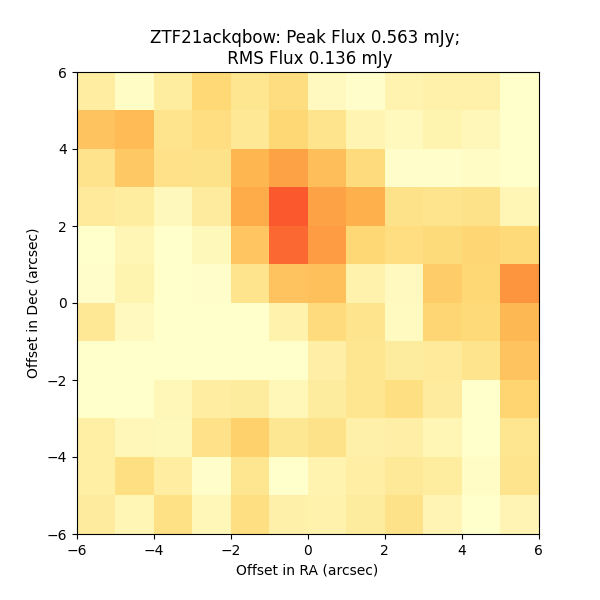 ZTF21ackqbow: Peak Flux 0.563 mJy;
RMS Flux 0.136 mJy
6
4
2
0
−2
−4
−6
Offset in Dec (arcsec)
−6 −4 −2 0 2 4 6
Offset in RA (arcsec)